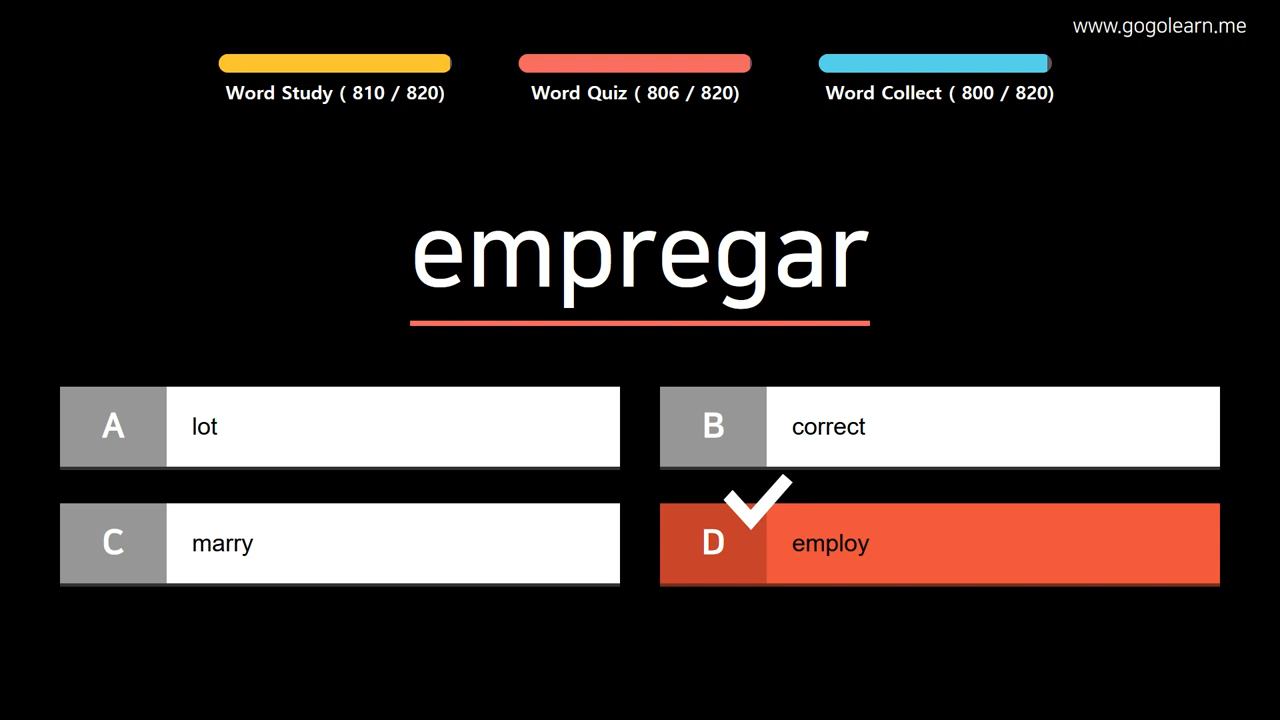 www.gogolearn.me
Word Study ( 810 / 820)
Word Quiz ( 806 / 820)
Word Collect ( 800 / 820)
empregar
A lot
B correct
C marry
D employ